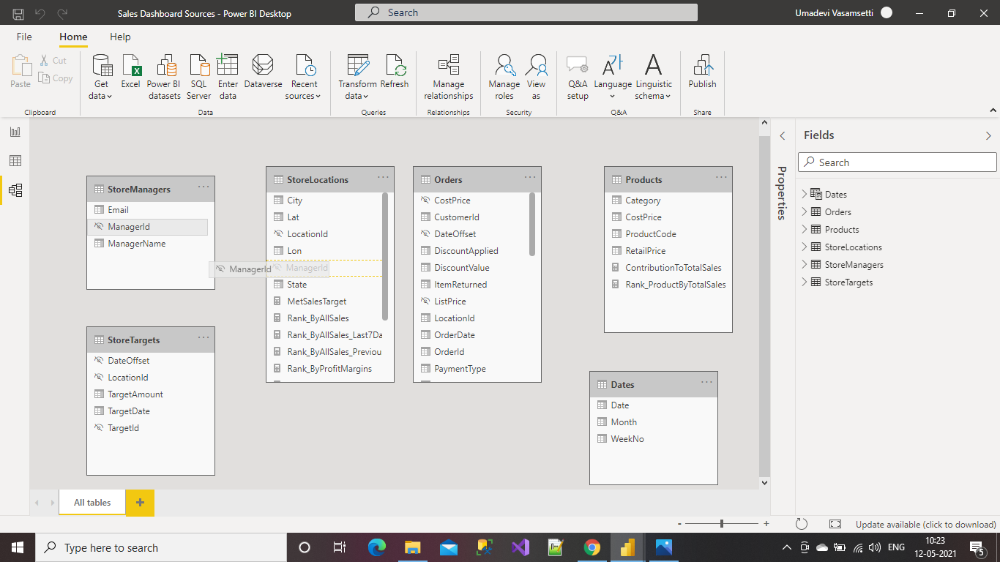 Sales Dashboard Sources - Power BI Desktop
Search
Umadevi Vasamsetti
File
Home
Help
Paste
Cut
Copy
Clipboard
Get data
Excel
Power BI datasets
SQL Server
Enter data
Dataverse
Recent sources
Data
Transform data
Refresh
Queries
Manage relationships
Relationships
Manage roles
View as
Security
Q&A setup
Language
Linguistic schema
Q&A
Publish
Share
StoreManagers
Email
ManagerId
ManagerName
StoreTargets
DateOffset
LocationId
TargetAmount
TargetDate
TargetId
StoreLocations
City
Lat
LocationId
Lon
ManagerId
ManagerId
State
MetSalesTarget
Rank_ByAllSales
Rank_ByAllSales_Last7Da
Rank_ByAllSales_Previou
Rank_ByProfitMargins
Orders
CostPrice
CustomerId
DateOffset
DiscountApplied
DiscountValue
ItemReturned
ListPrice
LocationId
OrderDate
OrderId
PaymentType
Products
Category
CostPrice
ProductCode
RetailPrice
ContributionToTotalSales
Rank_ProductByTotalSales
Dates
Date
Month
WeekNo
Properties
Fields
Search
Dates
Orders
Products
StoreLocations
StoreManagers
StoreTargets
All tables
+
- +
Update available (click to download)
Type here to search
ENG
10:23
12-05-2021
5